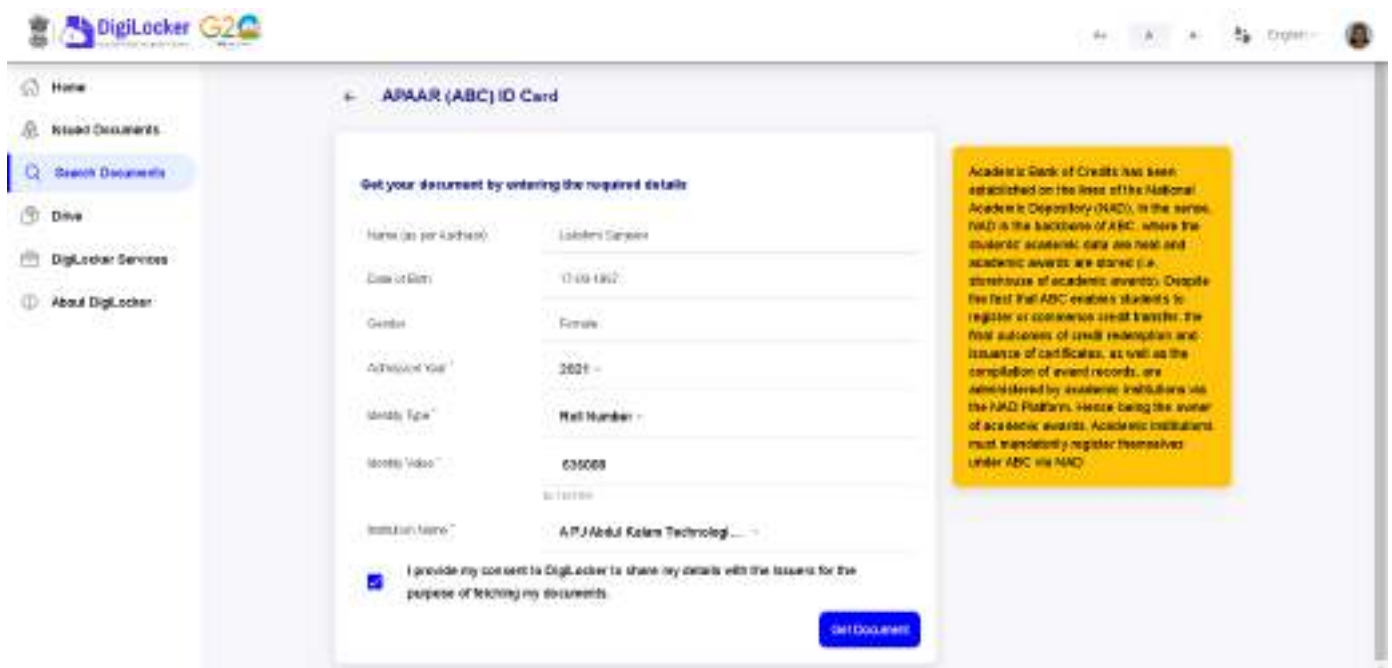 DigiLocker G20
A+ A A- English
Home
Issued Documents
Search Documents
Drive
DigiLocker Services
About DigiLocker
APAAR (ABC) ID Card
Get your document by entering the required details
Name (as per Aadhaar)
Date of Birth
Gender Female
Admission Year * 2021
Identity Type * Roll Number
Identity Value *
Institution Name * A P J Abdul Kalam Technologi...
I provide my consent to DigiLocker to share my details with the Issuers for the
purpose of fetching my documents.
Get Document
Academic Bank of Credits has been
established on the lines of the National
Academic Depository (NAD), in the sense,
NAD is the backbone of ABC, where the
students' academic data are held and
academic awards are stored (i.e.
storehouse of academic awards). Despite
the fact that ABC enables students to
register or commence credit transfer, the
final outcomes of credit redemption and
issuance of certificates, as well as the
compilation of award records, are
administered by academic institutions via
the NAD Platform. Hence being the owner
of academic awards, Academic Institutions
must mandatorily register themselves
under ABC via NAD